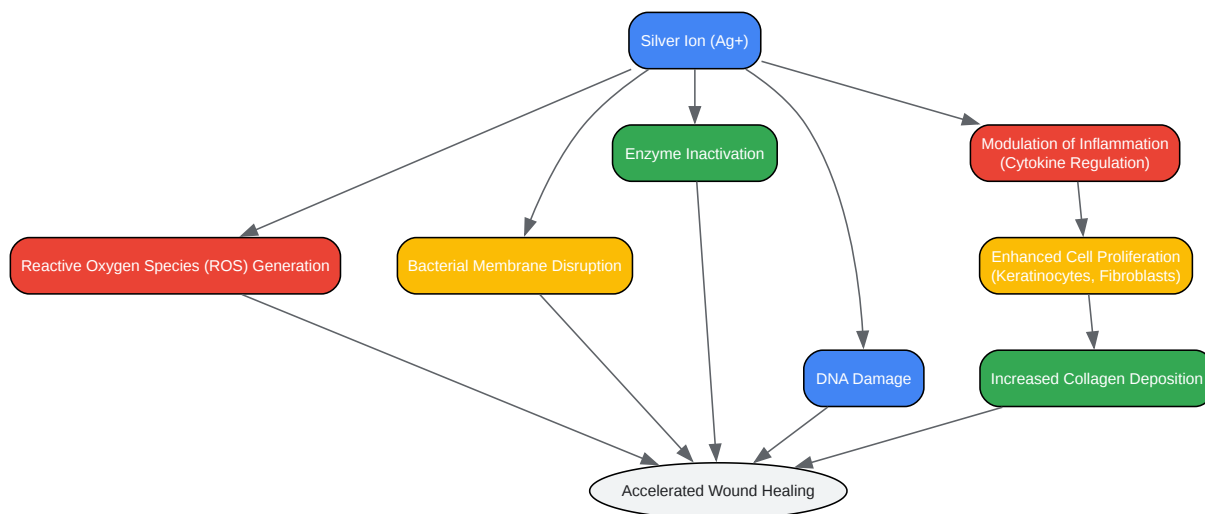 Silver Ion (Ag+)
Enzyme Inactivation
Modulation of Inflammation
(Cytokine Regulation)
Reactive Oxygen Species (ROS) Generation
Bacterial Membrane Disruption
Enhanced Cell Proliferation
(Keratinocytes, Fibroblasts)
DNA Damage
Increased Collagen Deposition
Accelerated Wound Healing